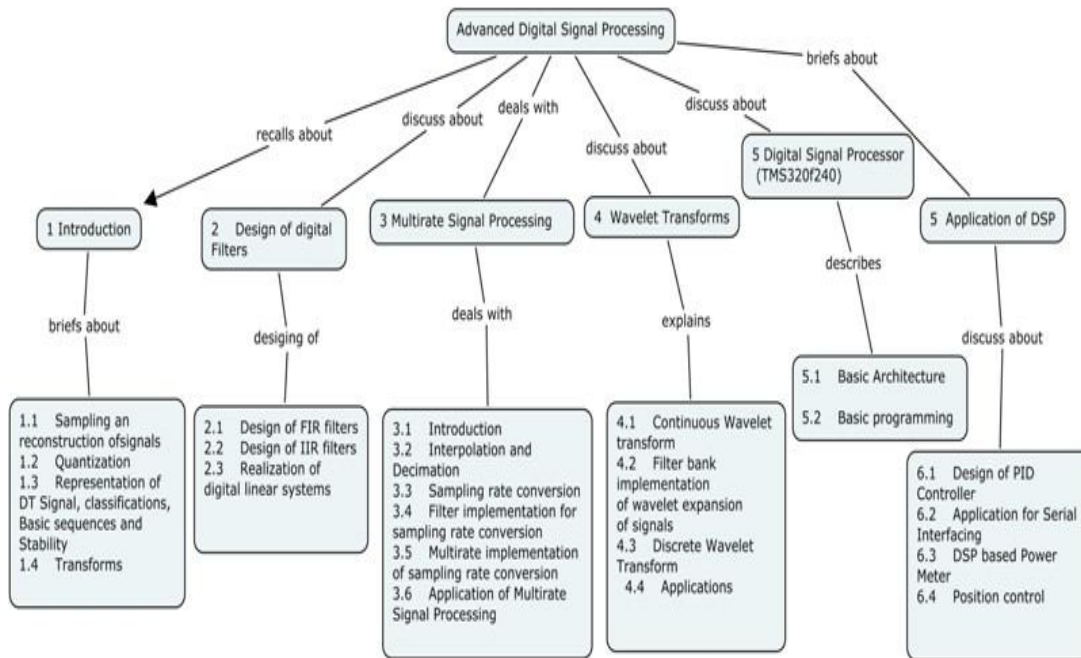 Advanced Digital Signal Processing
briefs about
deals with
discuss about
discuss about
recalls about
discuss about
5 Digital Signal Processor
(TMS320f240)
1 Introduction
2 Design of digital
Filters
3 Multirate Signal Processing
4 Wavelet Transforms
5 Application of DSP
describes
briefs about
desiging of
deals with
explains
discuss about
1.1 Sampling an
reconstruction ofsignals
1.2 Quantization
1.3 Representation of
DT Signal, classifications,
Basic sequences and
Stability
1.4 Transforms
2.1 Design of FIR filters
2.2 Design of IIR filters
2.3 Realization of
digital linear systems
3.1 Introduction
3.2 Interpolation and
Decimation
3.3 Sampling rate conversion
3.4 Filter implementation for
sampling rate conversion
3.5 Multirate implementation
of sampling rate conversion
3.6 Application of Multirate
Signal Processing
4.1 Continuous Wavelet
transform
4.2 Filter bank
implementation
of wavelet expansion
of signals
4.3 Discrete Wavelet
Transform
4.4 Applications
5.1 Basic Architecture
5.2 Basic programming
6.1 Design of PID
Controller
6.2 Application for Serial
Interfacing
6.3 DSP based Power
Meter
6.4 Position control